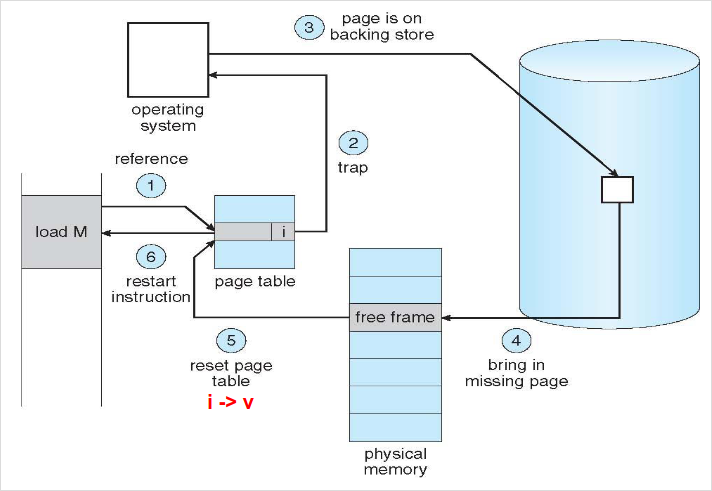 3
page is on
backing store
operating
system
2
trap
reference
1
load M
i
6
restart
instruction
page table
free frame
5
reset page
table
i -> v
4
bring in
missing page
physical
memory